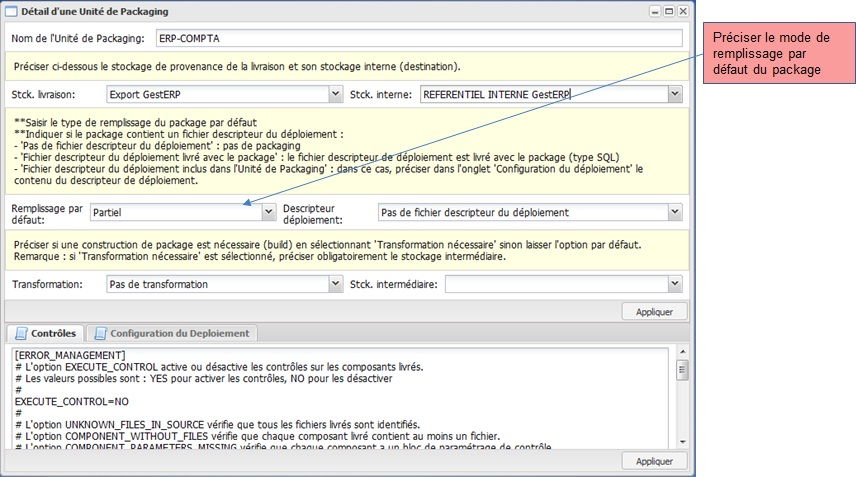 Détail d'une Unité de Packaging
Nom de l'Unité de Packaging: ERP-COMPTA
Préciser ci-dessous le stockage de provenance de la livraison et son stockage interne (destination).
Stck. livraison: Export GestERP Stck. interne: REFERENTIEL INTERNE GestERP
**Saisir le type de remplissage du package par défaut
**Indiquer si le package contient un fichier descripteur du déploiement :
- 'Pas de fichier descripteur du déploiement' : pas de packaging
- 'Fichier descripteur du déploiement livré avec le package' : le fichier descripteur de déploiement est livré avec le package (type SQL)
- 'Fichier descripteur du déploiement inclus dans l'Unité de Packaging' : dans ce cas, préciser dans l'onglet 'Configuration du déploiement' le
contenu du descripteur de déploiement.
Remplissage par
défaut: Partiel
Descripteur
déploiement: Pas de fichier descripteur du déploiement
Préciser si une construction de package est nécessaire (build) en sélectionnant 'Transformation nécessaire' sinon laisser l'option par défaut.
Remarque : si 'Transformation nécessaire' est sélectionné, préciser obligatoirement le stockage intermédiaire.
Transformation: Pas de transformation Stck. intermédiaire:
Appliquer
Contrôles Configuration du Deploiement
[ERROR_MANAGEMENT]
# L'option EXECUTE_CONTROL active ou désactive les contrôles sur les composants livrés.
# Les valeurs possibles sont : YES pour activer les contrôles, NO pour les désactiver
#
EXECUTE_CONTROL=NO
#
# L'option UNKNOWN_FILES_IN_SOURCE vérifie que tous les fichiers livrés sont identifiés.
# L'option COMPONENT_WITHOUT_FILES vérifie que chaque composant livré contient au moins un fichier.
# L'option COMPONENT_PARAMETERS_MISSING vérifie que chaque composant a un bloc de paramétrage de contrôle
Appliquer
Préciser le mode de
remplissage par
défaut du package